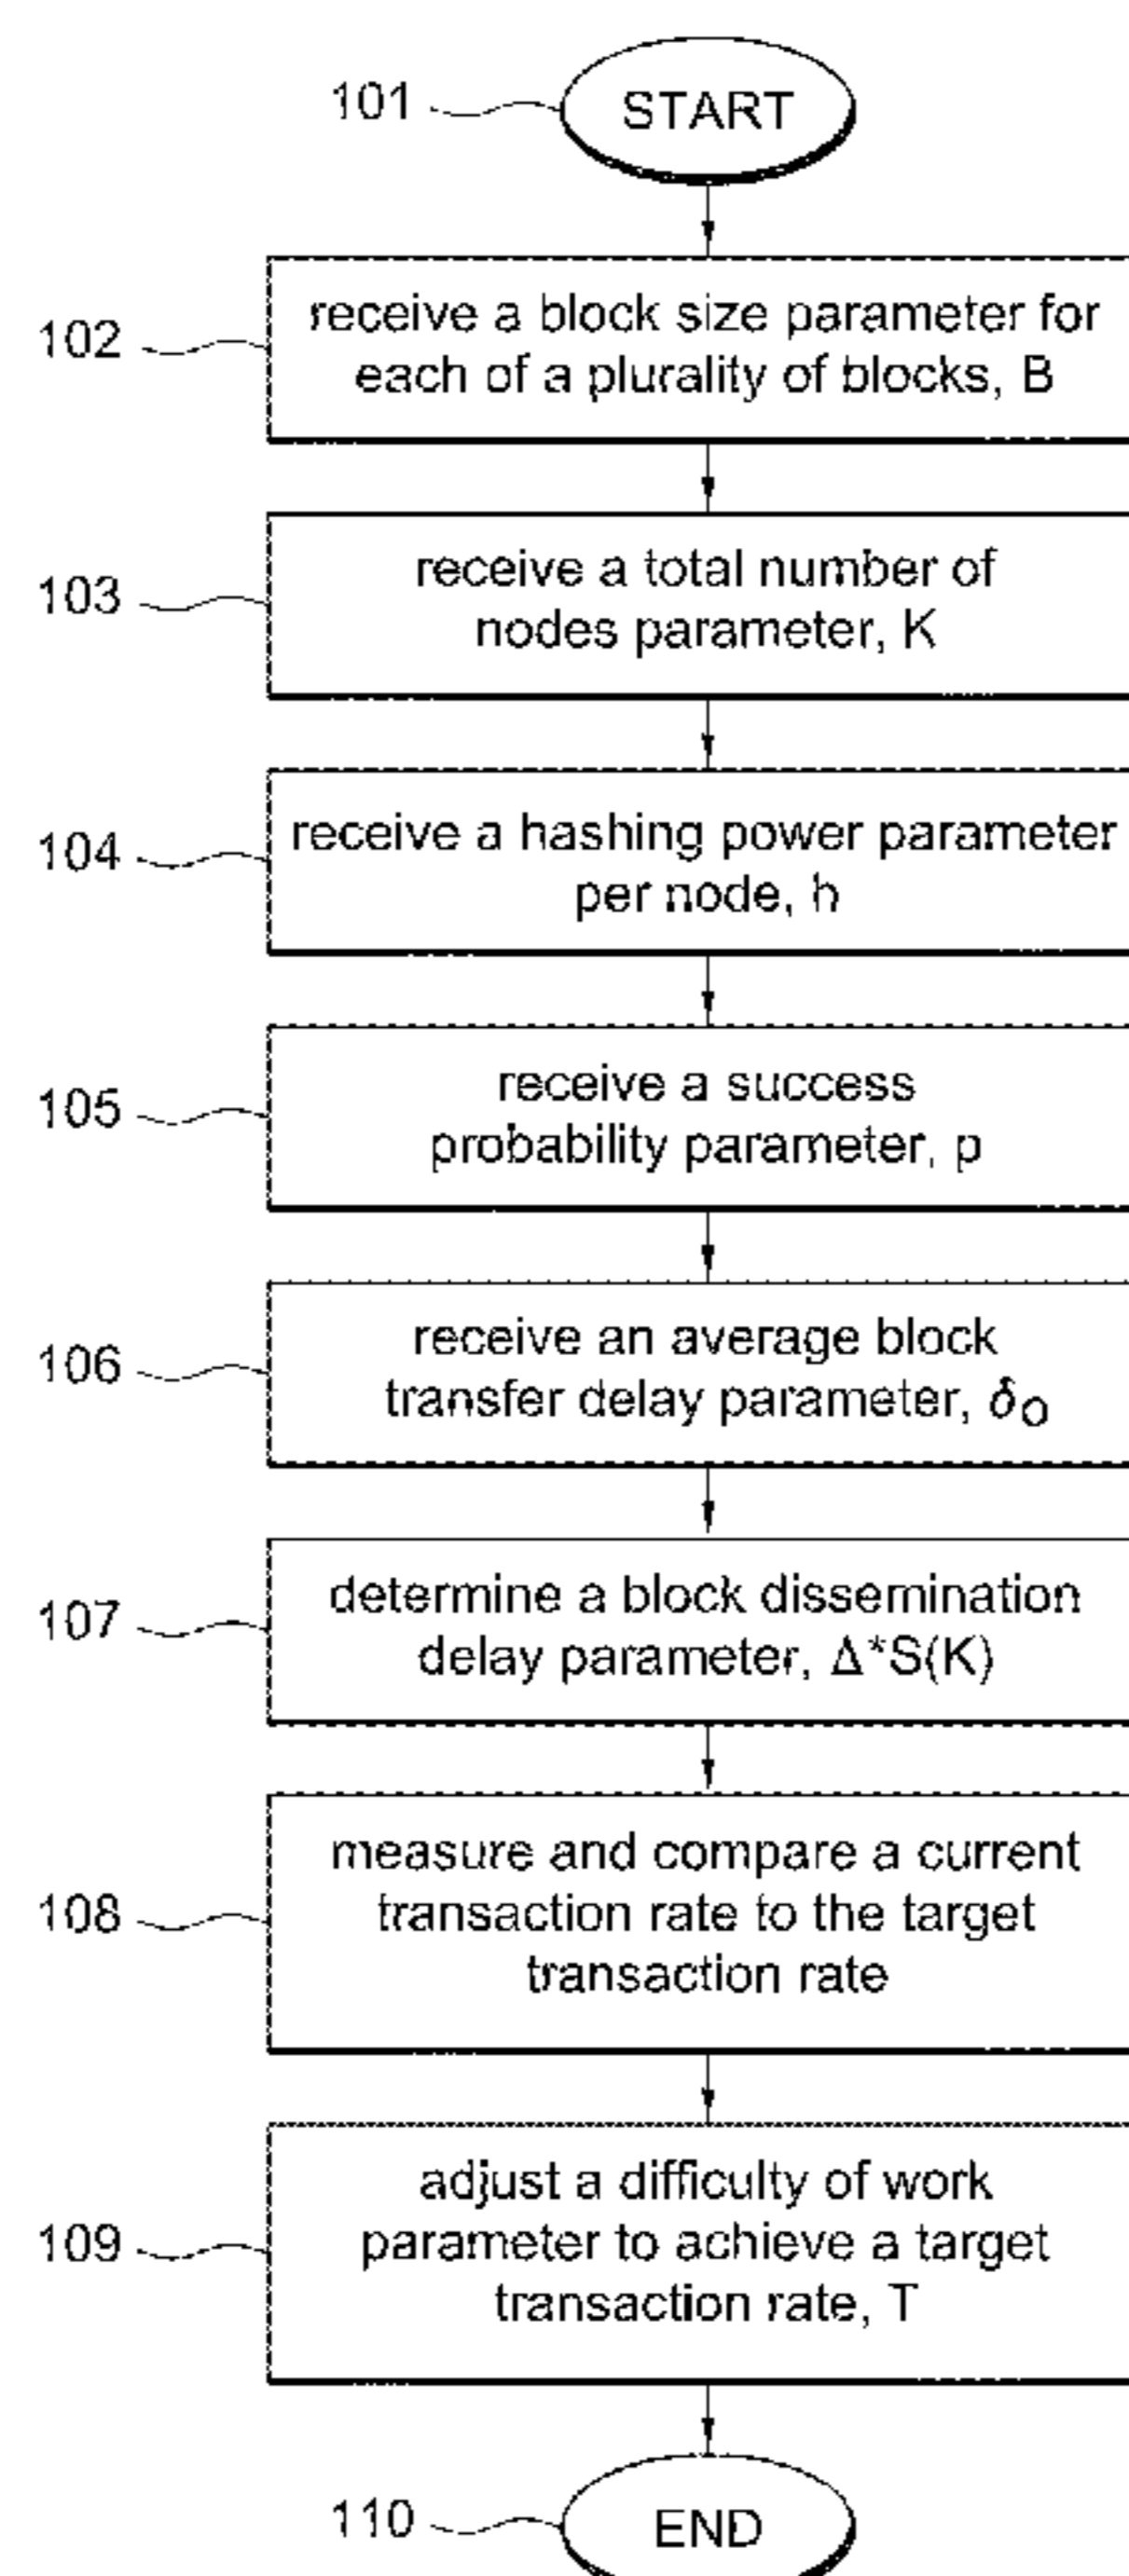 101
START
102
receive a block size parameter for
each of a plurality of blocks, B
103
receive a total number of
nodes parameter, K
104
receive a hashing power parameter
per node, h
105
receive a success
probability parameter, p
106
receive an average block
transfer delay parameter, δ₀
107
determine a block dissemination
delay parameter, Δ*S(K)
108
measure and compare a current
transaction rate to the target
transaction rate
109
adjust a difficulty of work
parameter to achieve a target
transaction rate, T
110
END